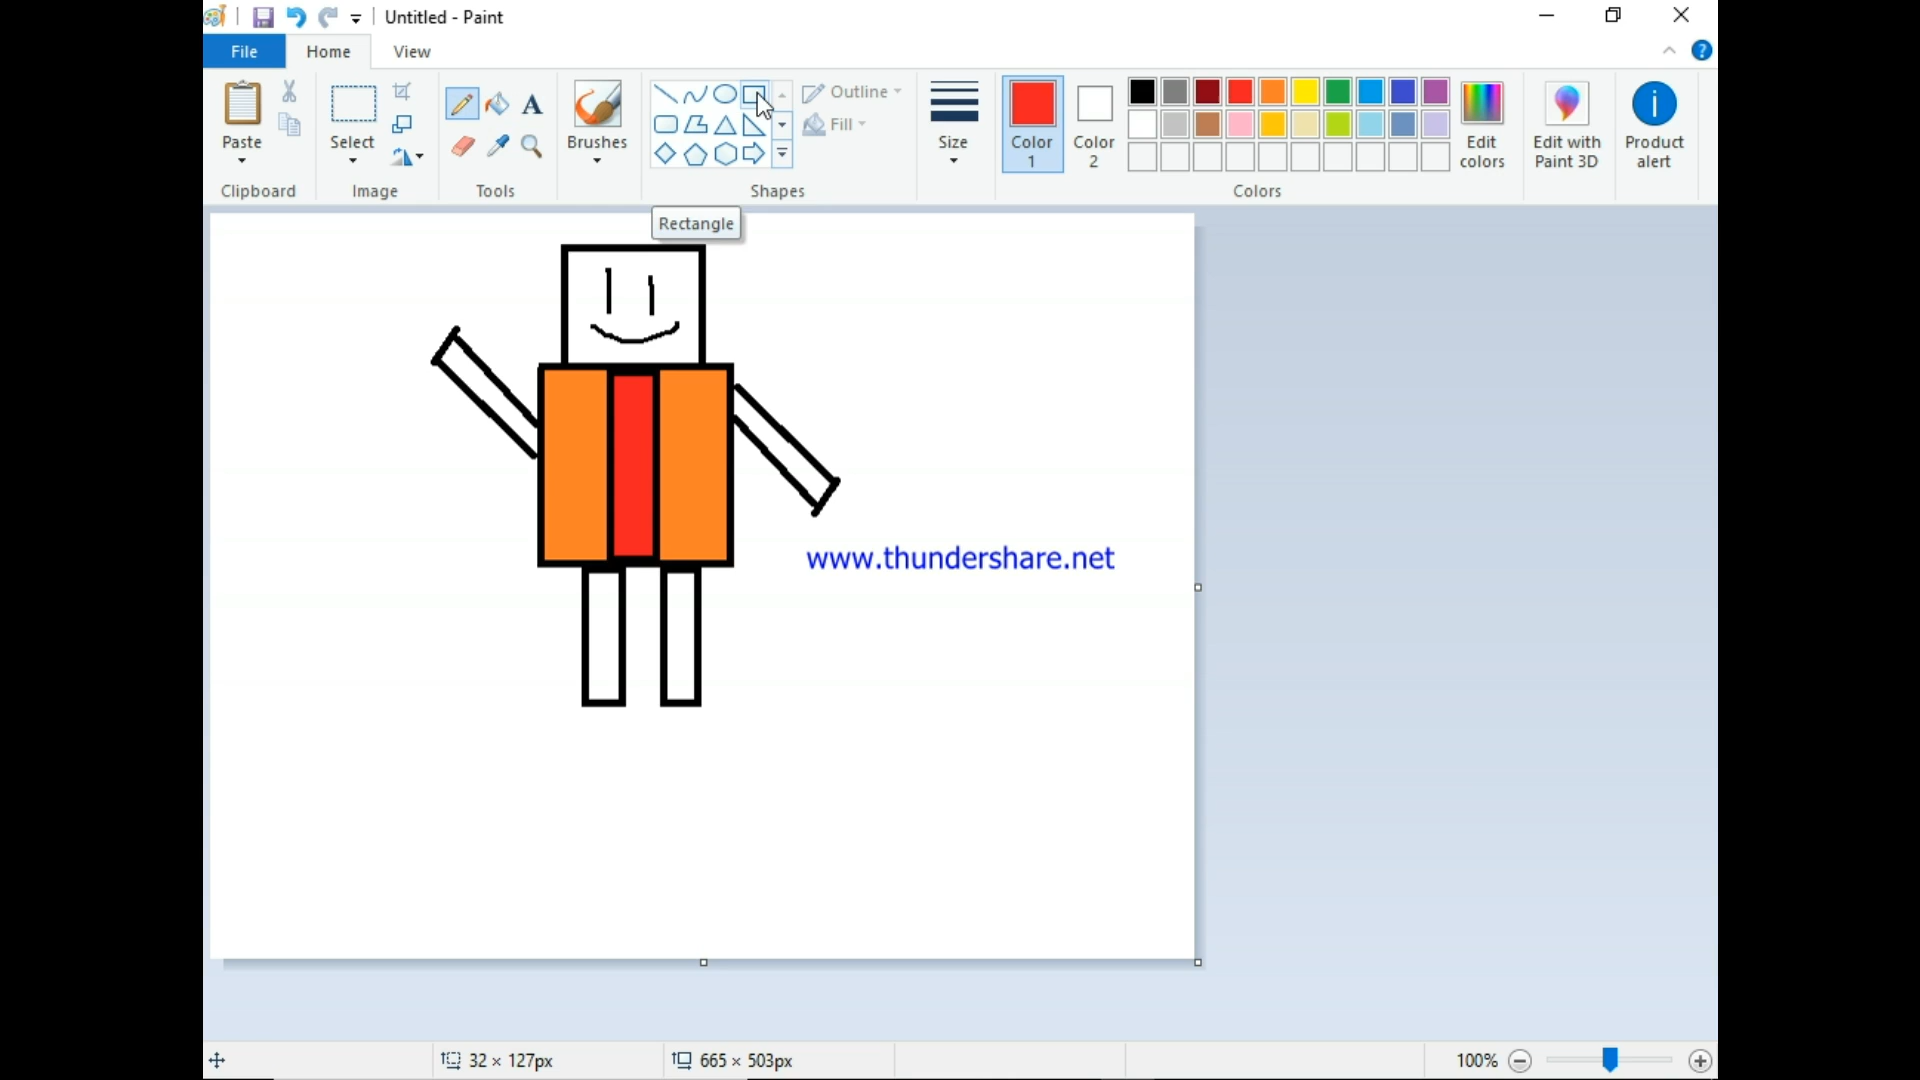 Untitled - Paint
File Home View
Outline
Fill
Paste
Select
Brushes
Size
Color 1
Color 2
Edit colors
Edit with Paint 3D
Product alert
Clipboard
Image
Tools
Shapes
Colors
Rectangle
www.thundershare.net
32 × 127px
665 × 503px
100%